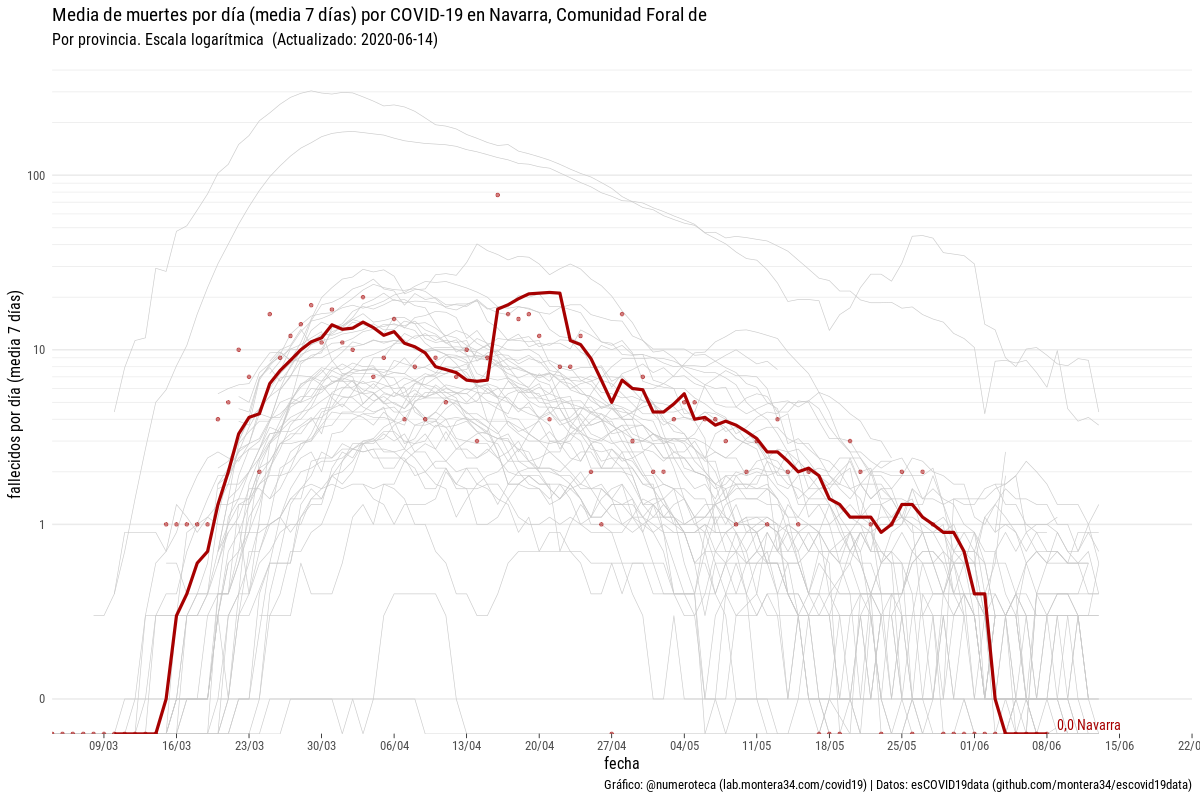 Media de muertes por día (media 7 días) por COVID-19 en Navarra, Comunidad Foral de
Por provincia. Escala logarítmica (Actualizado: 2020-06-14)
fallecidos por día (media 7 días)
100
10
1
0
0,0 Navarra
09/03 16/03 23/03 30/03 06/04 13/04 20/04 27/04 04/05 11/05 18/05 25/05 01/06 08/06 15/06 22/0
fecha
Gráfico: @numeroteca (lab.montera34.com/covid19) | Datos: esCOVID19data (github.com/montera34/escovid19data)